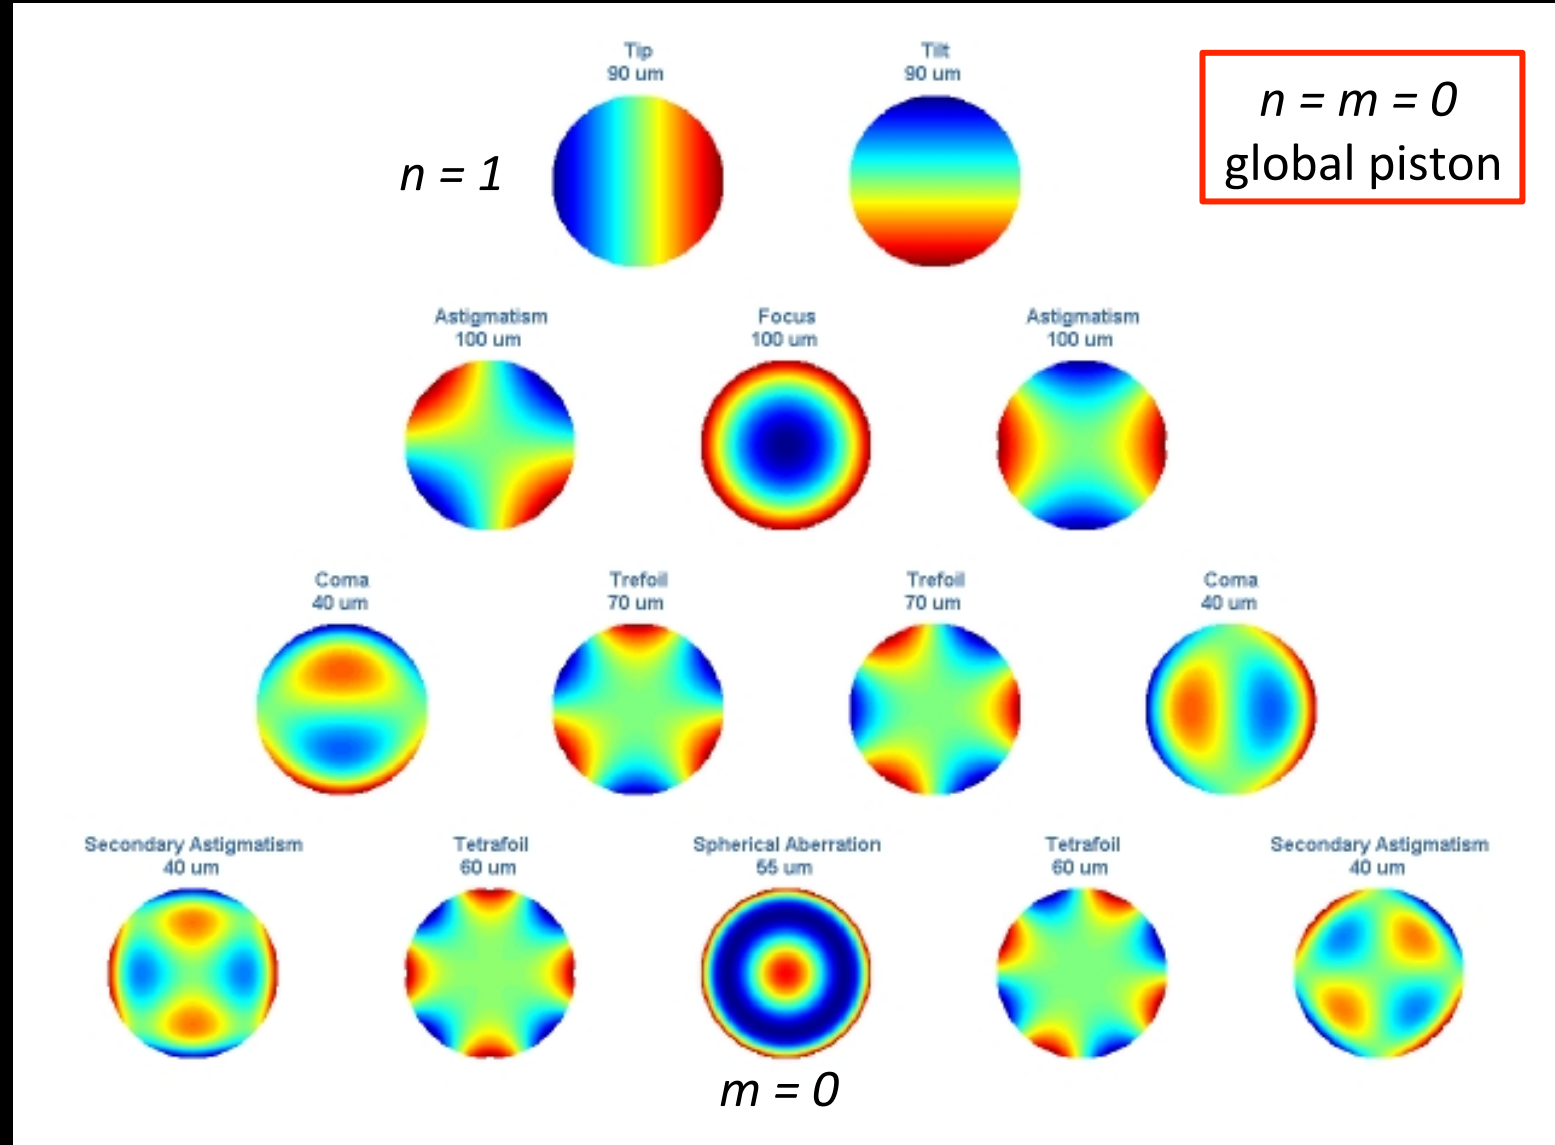 Tip
90 um
Tilt
90 um
n = m = 0
global piston
n = 1
Astigmatism
100 um
Focus
100 um
Astigmatism
100 um
Coma
40 um
Trefoil
70 um
Trefoil
70 um
Coma
40 um
Secondary Astigmatism
40 um
Tetrafoil
60 um
Spherical Aberration
55 um
Tetrafoil
60 um
Secondary Astigmatism
40 um
m = 0